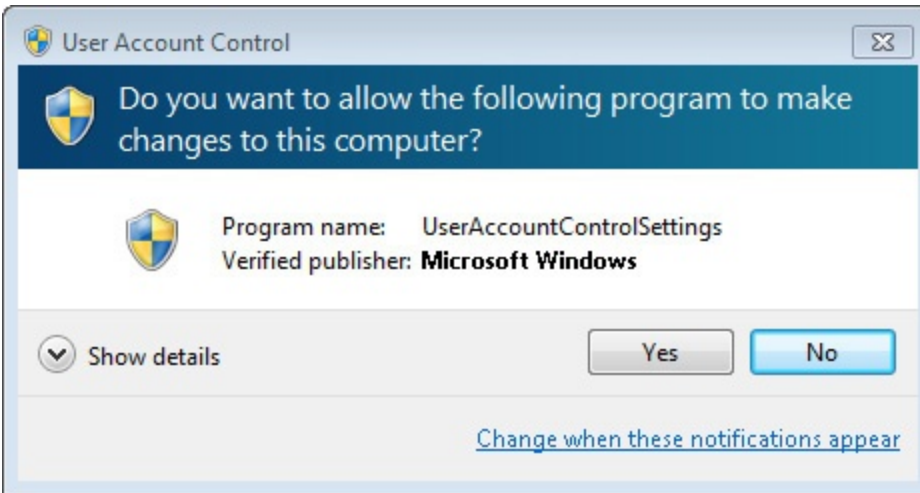 User Account Control
Do you want to allow the following program to make
changes to this computer?
Program name: UserAccountControlSettings
Verified publisher: Microsoft Windows
Show details
Yes
No
Change when these notifications appear